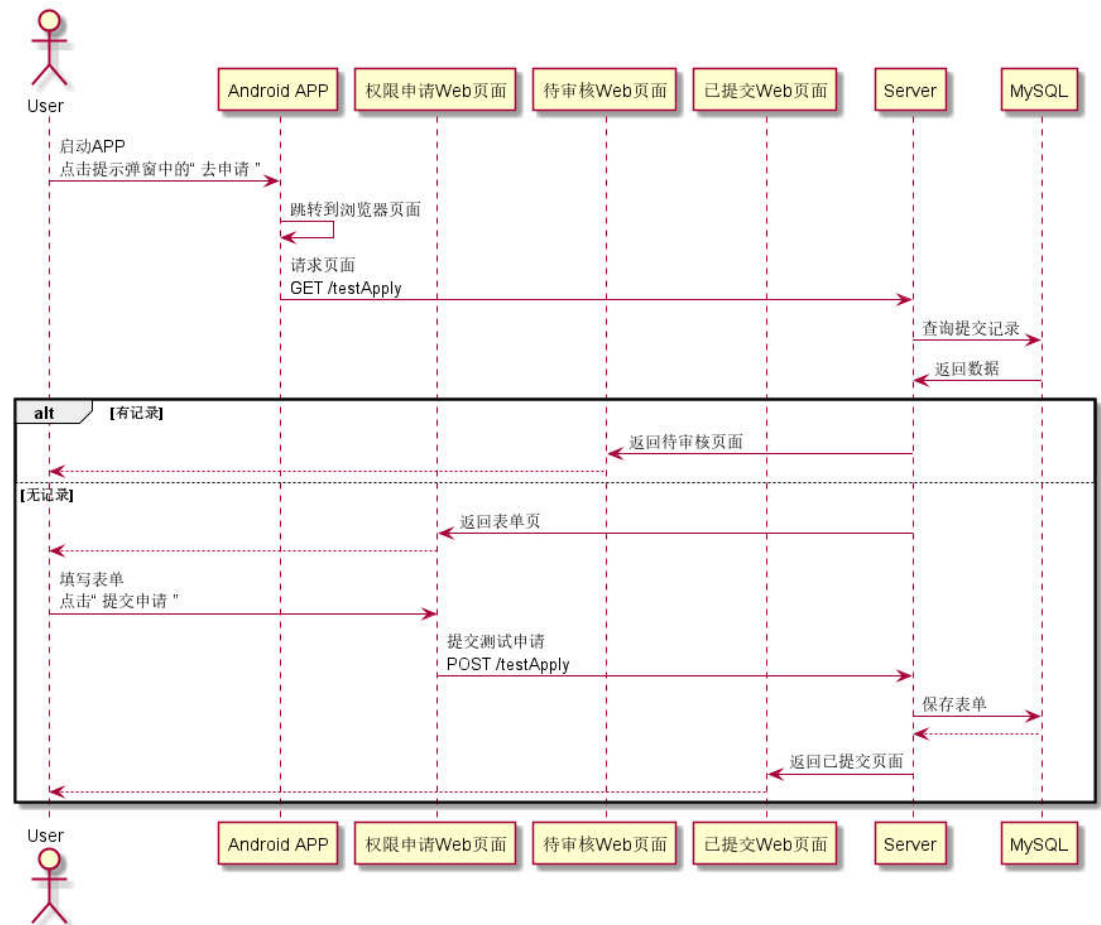 User
Android APP
权限申请Web页面
待审核Web页面
已提交Web页面
Server
MySQL
启动APP
点击提示弹窗中的“去申请”
跳转到浏览器页面
请求页面
GET /testApply
查询提交记录
返回数据
alt
[有记录]
返回待审核页面
[无记录]
返回表单页
填写表单
点击“提交申请”
提交测试申请
POST /testApply
保存表单
返回已提交页面
User
Android APP
权限申请Web页面
待审核Web页面
已提交Web页面
Server
MySQL